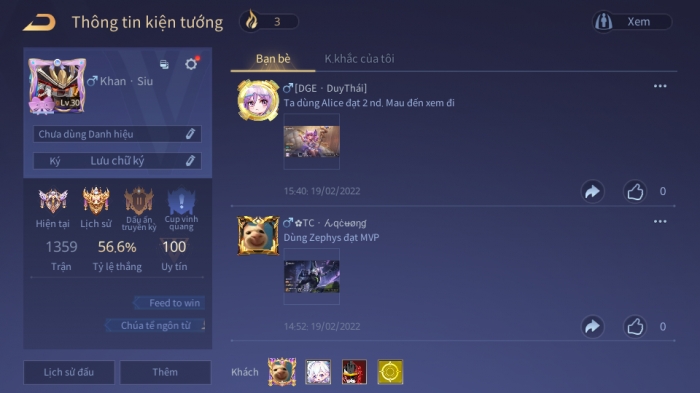 Thông tin kiện tướng
3
Xem
Khan · Siu
Lv.30
Chưa dùng Danh hiệu
Ký Lưu chữ ký
Hiện tại
Lịch sử
Dấu ấn truyền kỳ
Cup vinh quang
1359 56.6% 100
Trận Tỷ lệ thắng Uy tín
Feed to win
Chúa tể ngôn từ
Lịch sử đấu
Thêm
Bạn bè
K.khắc của tôi
[DGE · DuyThái]
Ta dùng Alice đạt 2 nd. Mau đến xem đi
15:40 19/02/2022
0
Dùng Zephys đạt MVP
14:52 19/02/2022
0
Khách